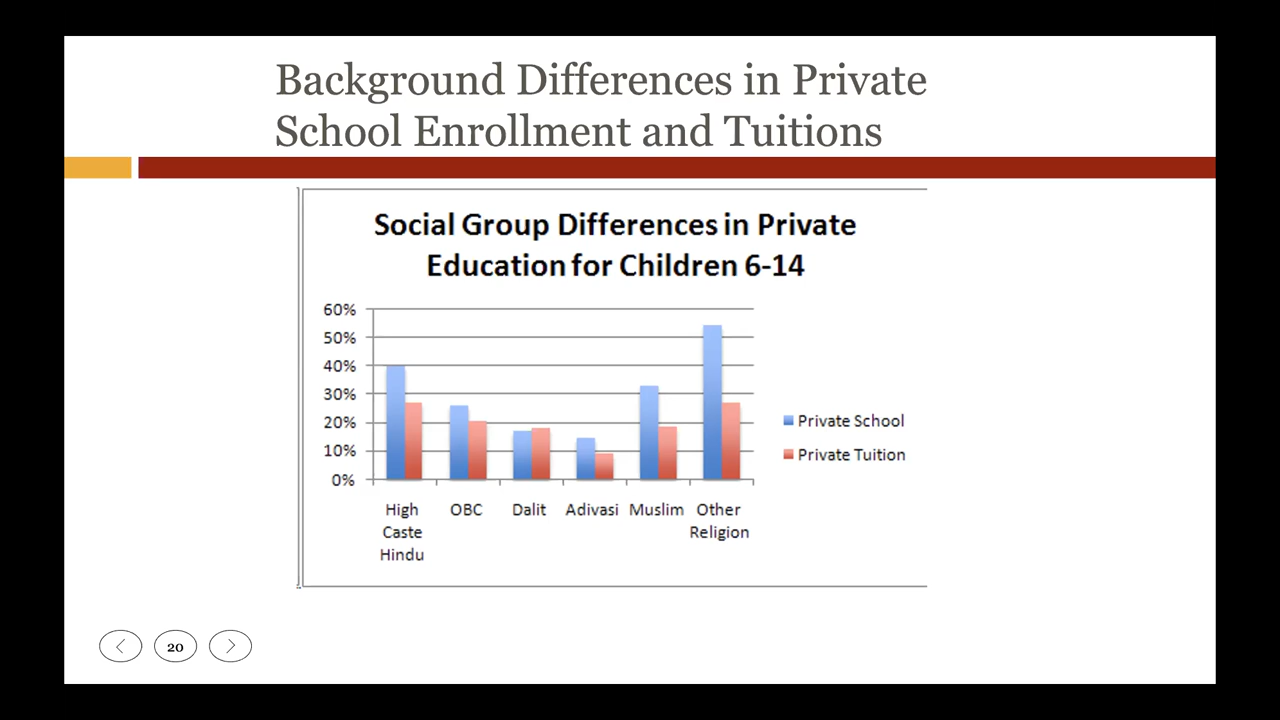 Background Differences in Private
School Enrollment and Tuitions
Social Group Differences in Private
Education for Children 6-14
60%
50%
40%
30%
20%
10%
0%
High
Caste
Hindu
OBC
Dalit
Adivasi
Muslim
Other
Religion
Private School
Private Tuition
20